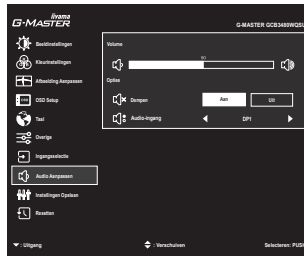 iiyama
G-MASTER
G-MASTER GCB3480WQSU
Beeldinstellingen
Kleurinstellingen
Afbeelding Aanpassen
OSD Setup
Taal
Overige
Ingangsselectie
Audio Aanpassen
Instellingen Opslaan
Resetten
Volume
50
Opties
Dempen
Aan
Uit
Audio-ingang
DP1
: Uitgang
: Verschuiven
Selecteren: PUSH